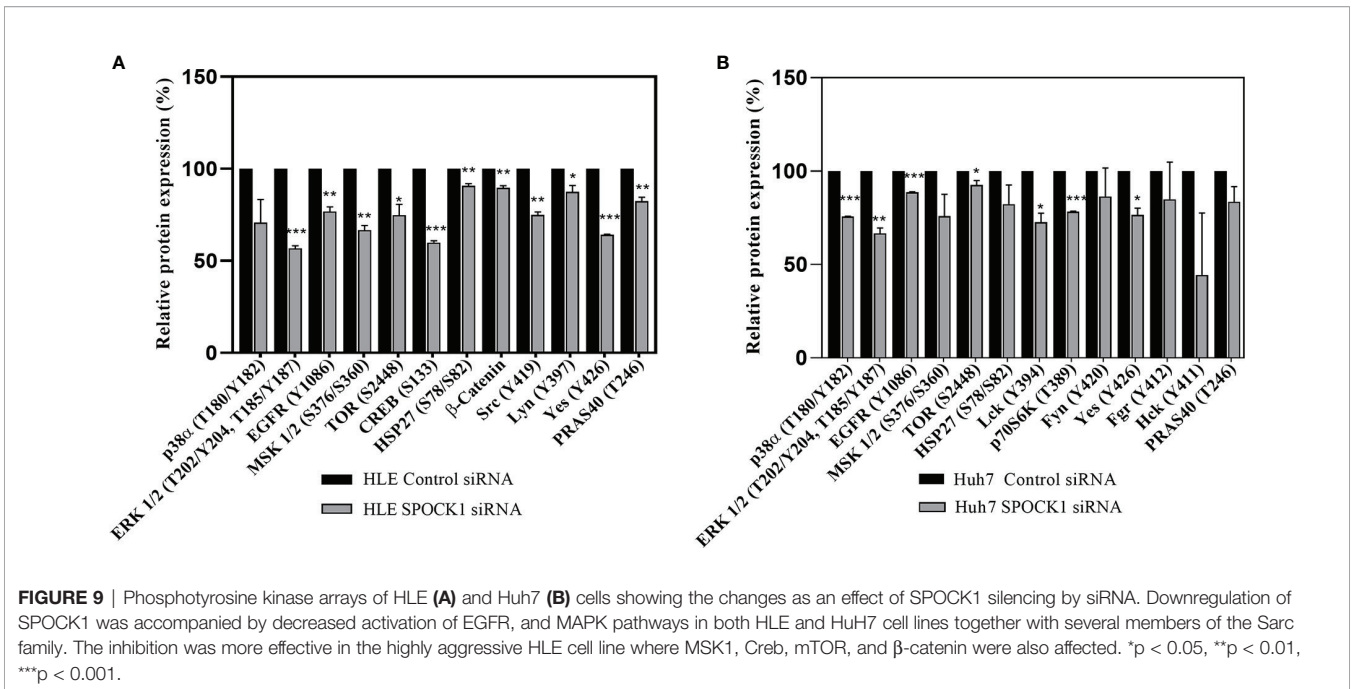 A
Relative protein expression (%)
150
100
50
0
** *** ** ** * *** ** ** ** * *** **
p38α (T180/Y182)
ERK 1/2 (T202/Y204, T185/Y187)
EGFR (Y1086)
MSK 1/2 (S376/S360)
TOR (S2448)
CREB (S133)
HSP27 (S78/S82)
β-Catenin
Src (Y419)
Lyn (Y397)
Yes (Y426)
PRAS40 (T246)
HLE Control siRNA
HLE SPOCK1 siRNA
B
Relative protein expression (%)
150
100
50
0
*** ** *** * * *** *
p38α (T180/Y182)
ERK 1/2 (T202/Y204, T185/Y187)
EGFR (Y1086)
MSK 1/2 (S376/S360)
TOR (S2448)
HSP27 (S78/S82)
Lck (Y394)
p70S6K (T389)
Fyn (Y420)
Yes (Y426)
Fgr (Y412)
Hck (Y411)
PRAS40 (T246)
Huh7 Control siRNA
Huh7 SPOCK1 siRNA
FIGURE 9 | Phosphotyrosine kinase arrays of HLE (A) and Huh7 (B) cells showing the changes as an effect of SPOCK1 silencing by siRNA. Downregulation of
SPOCK1 was accompanied by decreased activation of EGFR, and MAPK pathways in both HLE and HuH7 cell lines together with several members of the Sarc
family. The inhibition was more effective in the highly aggressive HLE cell line where MSK1, Creb, mTOR, and β-catenin were also affected. *p < 0.05, **p < 0.01,
***p < 0.001.